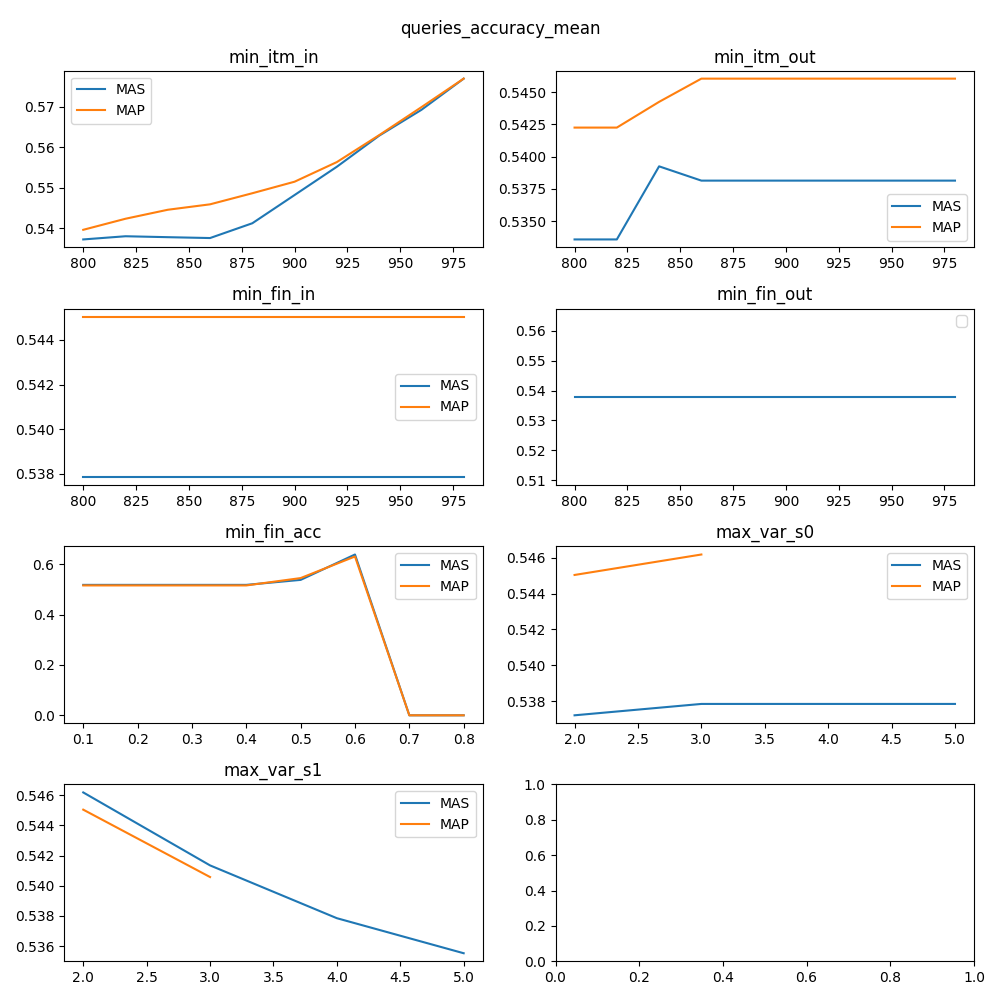 queries_accuracy_mean
min_itm_in
MAS
MAP
0.57
0.56
0.55
0.54
800 825 850 875 900 925 950 975
min_itm_out
0.5450
0.5425
0.5400
0.5375
0.5350
MAS
MAP
800 825 850 875 900 925 950 975
min_fin_in
0.544
0.542
0.540
0.538
MAS
MAP
800 825 850 875 900 925 950 975
min_fin_out
0.56
0.55
0.54
0.53
0.52
0.51
800 825 850 875 900 925 950 975
min_fin_acc
MAS
MAP
0.6
0.4
0.2
0.0
0.1 0.2 0.3 0.4 0.5 0.6 0.7 0.8
max_var_s0
MAS
MAP
0.546
0.544
0.542
0.540
0.538
2.0 2.5 3.0 3.5 4.0 4.5 5.0
max_var_s1
MAS
MAP
0.546
0.544
0.542
0.540
0.538
0.536
2.0 2.5 3.0 3.5 4.0 4.5 5.0
1.0
0.8
0.6
0.4
0.2
0.0
0.0 0.2 0.4 0.6 0.8 1.0